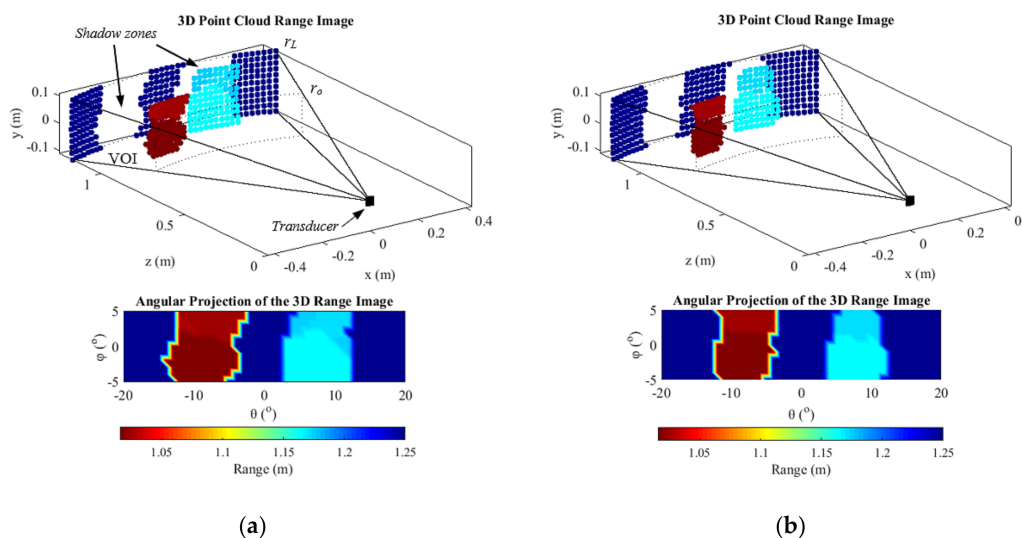 3D Point Cloud Range Image
Shadow zones
r_L
r_o
0.1
0
-0.1
y (m)
VOI
1
0.5
0
z (m)
Transducer
-0.4
-0.2
0
0.2
0.4
x (m)
Angular Projection of the 3D Range Image
5
0
-5
φ (°)
-20
-10
0
10
20
θ (°)
1.05
1.1
1.15
1.2
1.25
Range (m)
(a)
3D Point Cloud Range Image
0.1
0
-0.1
y (m)
1
0.5
0
z (m)
-0.4
-0.2
0
0.2
0
x (m)
Angular Projection of the 3D Range Image
5
0
-5
φ (°)
-20
-10
0
10
20
θ (°)
1.05
1.1
1.15
1.2
1.25
Range (m)
(b)